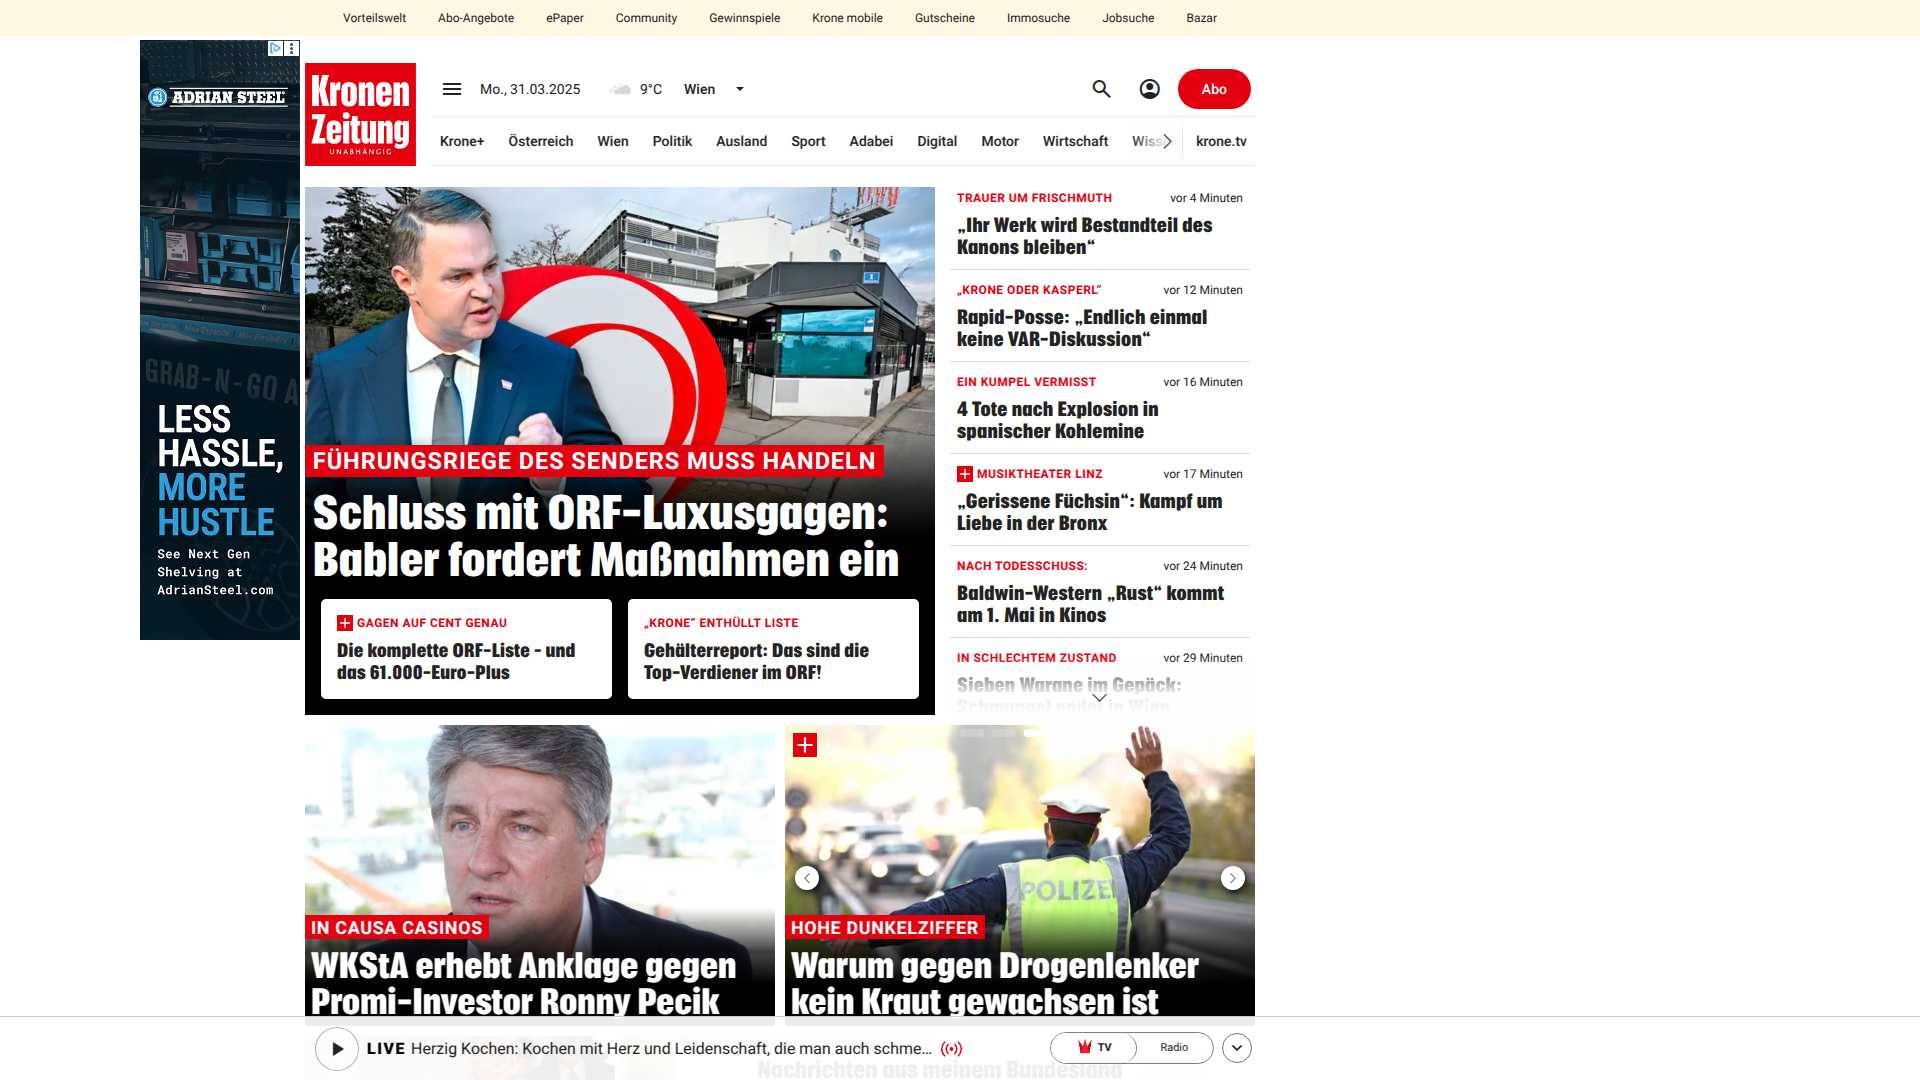 Vorteilswelt Abo-Angebote ePaper Community Gewinnspiele Krone mobile Gutscheine Immosuche Jobsuche Bazar
ADRIAN STEEL
GRAB-N-GO A
LESS
HASSLE,
MORE
HUSTLE
See Next Gen
Shelving at
AdrianSteel.com
Kronen
Zeitung
UNABHÄNGIG
Mo., 31.03.2025 9°C Wien
Abo
Krone+ Österreich Wien Politik Ausland Sport Adabei Digital Motor Wirtschaft Wiss krone.tv
FÜHRUNGSRIEGE DES SENDERS MUSS HANDELN
Schluss mit ORF-Luxusgagen:
Babler fordert Maßnahmen ein
GAGEN AUF CENT GENAU
Die komplette ORF-Liste - und
das 61.000-Euro-Plus
„KRONE“ ENTHÜLLT LISTE
Gehälterreport: Das sind die
Top-Verdiener im ORF!
TRAUER UM FRISCHMUTH vor 4 Minuten
„Ihr Werk wird Bestandteil des
Kanons bleiben“
„KRONE ODER KASPERL“ vor 12 Minuten
Rapid-Posse: „Endlich einmal
keine VAR-Diskussion“
EIN KUMPEL VERMISST vor 16 Minuten
4 Tote nach Explosion in
spanischer Kohlemine
MUSIKTHEATER LINZ vor 17 Minuten
„Gerissene Füchsin“: Kampf um
Liebe in der Bronx
NACH TODESSCHUSS: vor 24 Minuten
Baldwin-Western „Rust“ kommt
am 1. Mai in Kinos
IN SCHLECHTEM ZUSTAND vor 29 Minuten
Sieben Warane im Gepäck:
Schmuggel endet in Wien
IN CAUSA CASINOS
WKStA erhebt Anklage gegen
Promi-Investor Ronny Pecik
POLIZEI
HOHE DUNKELZIFFER
Warum gegen Drogenlenker
kein Kraut gewachsen ist
LIVE Herzig Kochen: Kochen mit Herz und Leidenschaft, die man auch schme...
TV Radio
Nachrichten aus meinem Bundesland